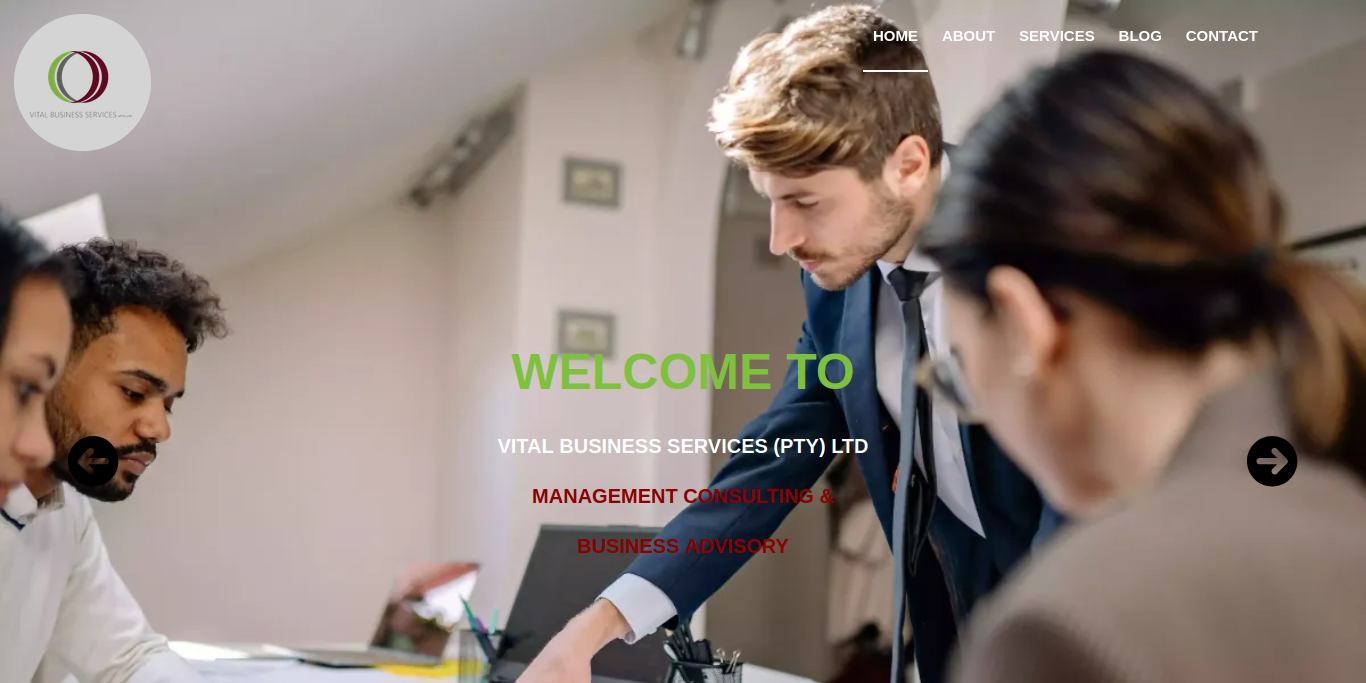 HOME ABOUT SERVICES BLOG CONTACT
VITAL BUSINESS SERVICES
WELCOME TO
VITAL BUSINESS SERVICES (PTY) LTD
MANAGEMENT CONSULTING &
BUSINESS ADVISORY